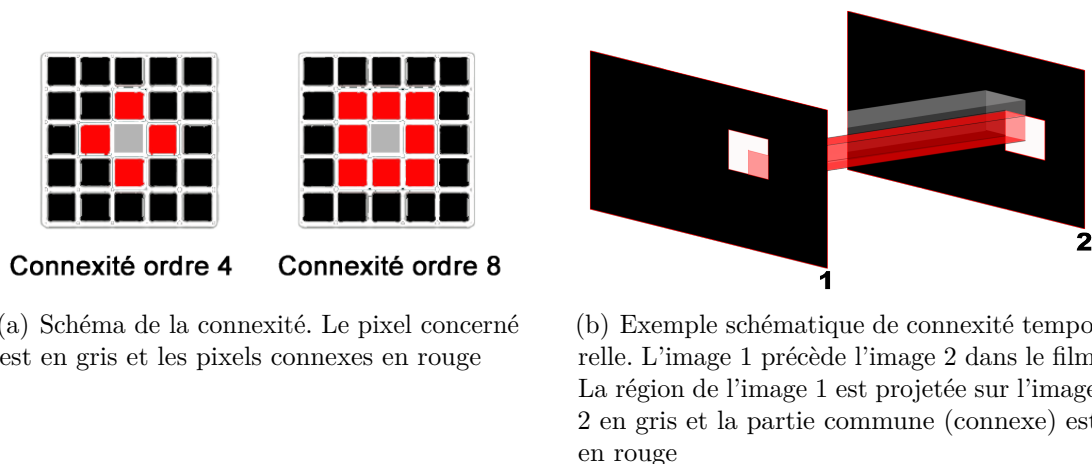 Connexité ordre 4
Connexité ordre 8
1
2
(a) Schéma de la connexité. Le pixel concerné
est en gris et les pixels connexes en rouge
(b) Exemple schématique de connexité tempo
relle. L'image 1 précède l'image 2 dans le film
La région de l'image 1 est projetée sur l'image
2 en gris et la partie commune (connexe) est
en rouge